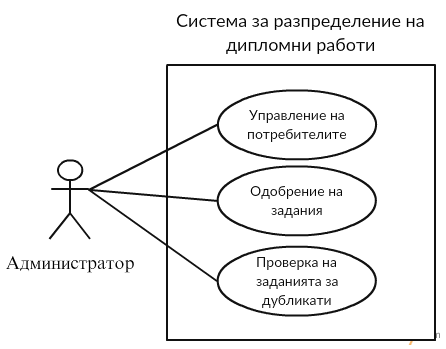 Система за разпределение на
дипломни работи
Управление на
потребителите
Одобрение на
задания
Администратор
Проверка на
заданията за
дубликати